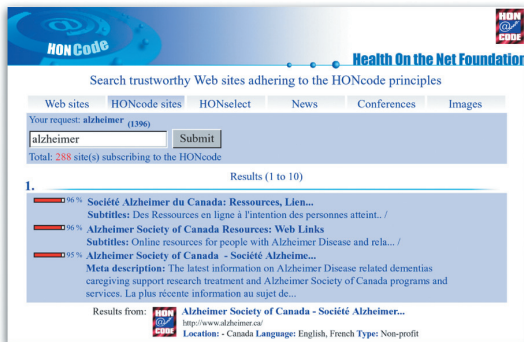 HON
@
CODE
HONCode
Health On the Net Foundation
Search trustworthy Web sites adhering to the HONcode principles
Web sites HONcode sites HONselect News Conferences Images
Your request: alzheimer (1396)
alzheimer Submit
Total: 288 site(s) subscribing to the HONcode
Results (1 to 10)
1.
96 % Société Alzheimer du Canada: Ressources, Lien...
Subtitles: Des Ressources en ligne à l'intention des personnes atteint.. /
96 % Alzheimer Society of Canada Resources: Web Links
Subtitles: Online resources for people with Alzheimer Disease and rela... /
95 % Alzheimer Society of Canada - Société Alzheime...
Meta description: The latest information on Alzheimer Disease related dementias
caregiving support research treatment and Alzheimer Society of Canada programs and
services. La plus récente information au sujet de...
Results from: HON @ CODE Alzheimer Society of Canada - Société Alzheimer...
http://www.alzheimer.ca/
Location: - Canada Language: English, French Type: Non-profit